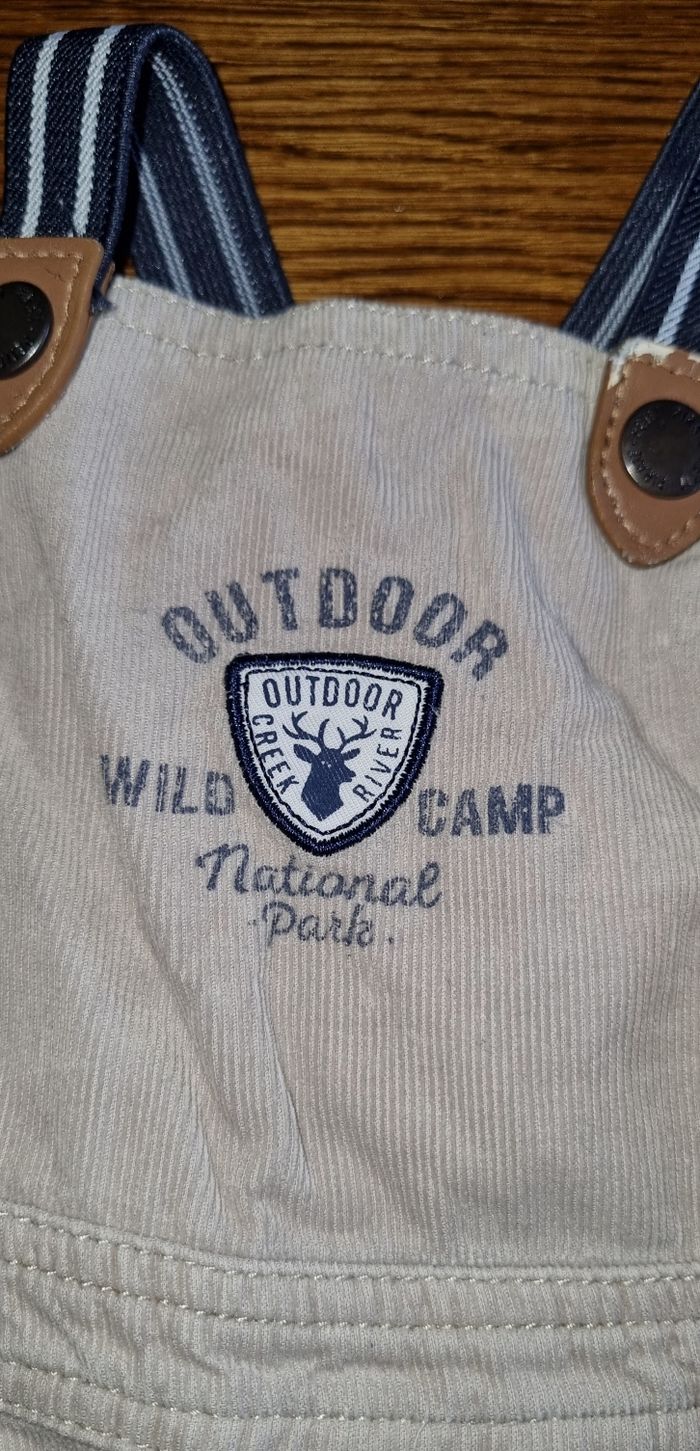 OUTDOOR
OUTDOOR
CREEK RIVER
WILD CAMP
National
Park